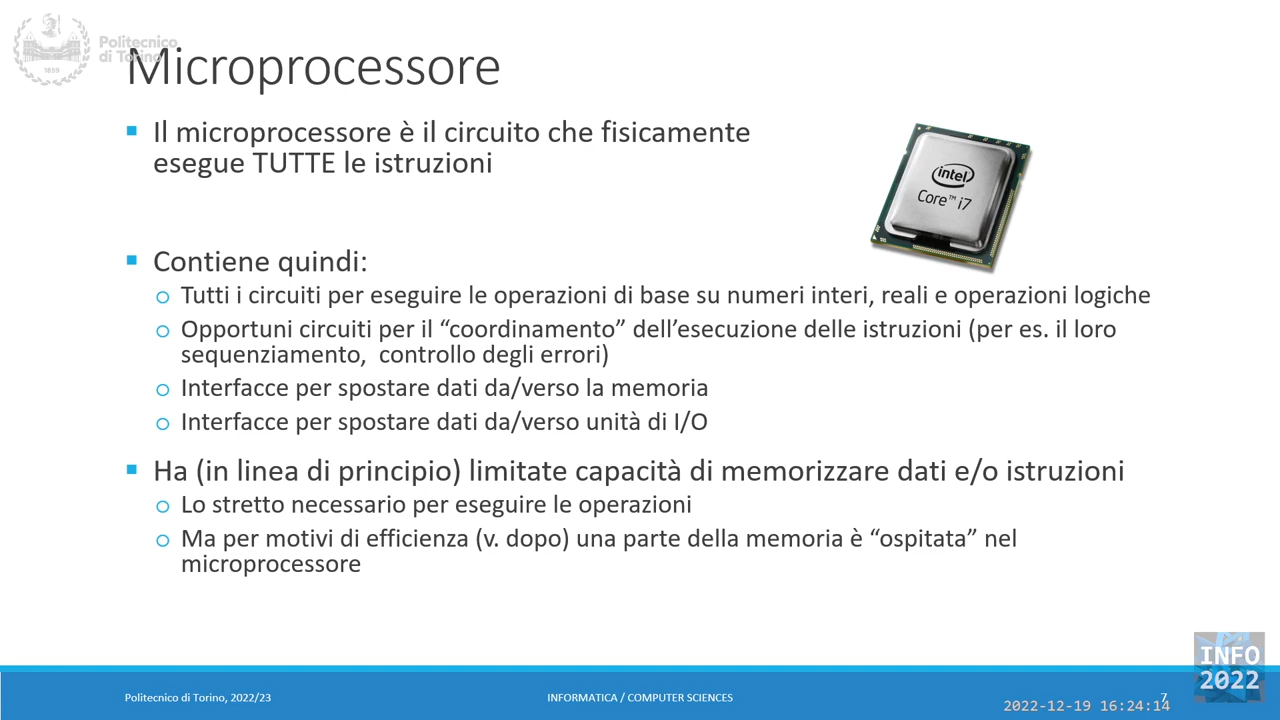 Politecnico
di Torino
1859
Microprocessore
▪ Il microprocessore è il circuito che fisicamente
esegue TUTTE le istruzioni
intel
Core™ i7
▪ Contiene quindi:
o Tutti i circuiti per eseguire le operazioni di base su numeri interi, reali e operazioni logiche
o Opportuni circuiti per il “coordinamento” dell’esecuzione delle istruzioni (per es. il loro
sequenziamento, controllo degli errori)
o Interfacce per spostare dati da/verso la memoria
o Interfacce per spostare dati da/verso unità di I/O
▪ Ha (in linea di principio) limitate capacità di memorizzare dati e/o istruzioni
o Lo stretto necessario per eseguire le operazioni
o Ma per motivi di efficienza (v. dopo) una parte della memoria è “ospitata” nel
microprocessore
INFO
2022
Politecnico di Torino, 2022/23
INFORMATICA / COMPUTER SCIENCES
7
2022-12-19 16:24:14